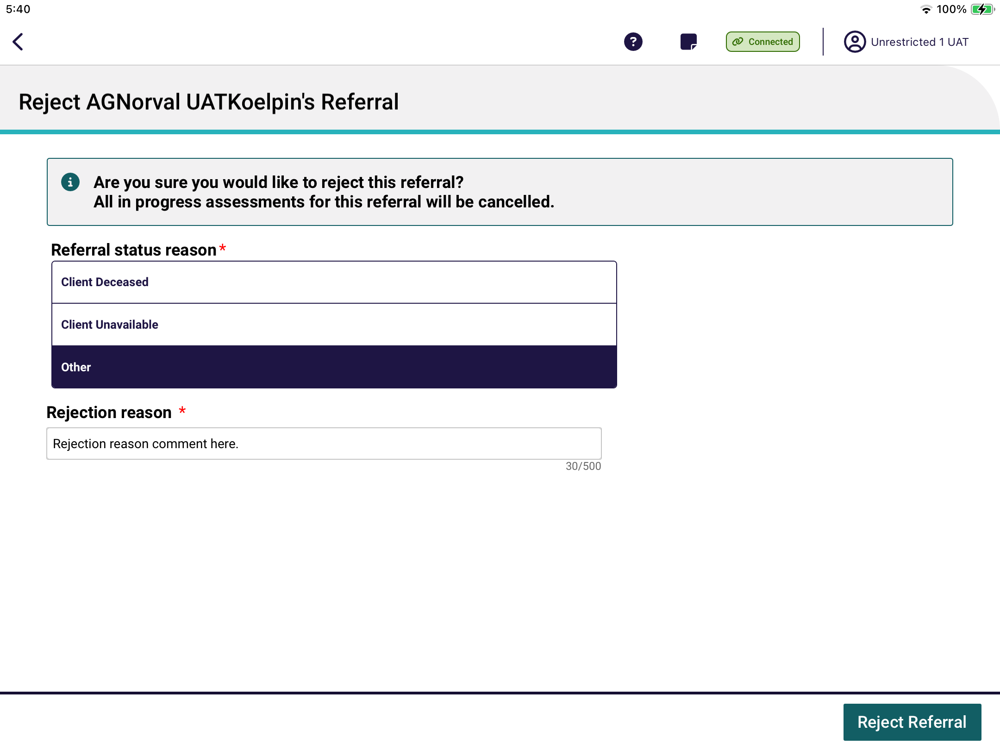 5:40
100%
Connected
Unrestricted 1 UAT
Reject AGNorval UATKoelpin's Referral
Are you sure you would like to reject this referral?
All in progress assessments for this referral will be cancelled.
Referral status reason*
Client Deceased
Client Unavailable
Other
Rejection reason *
Rejection reason comment here.
30/500
Reject Referral